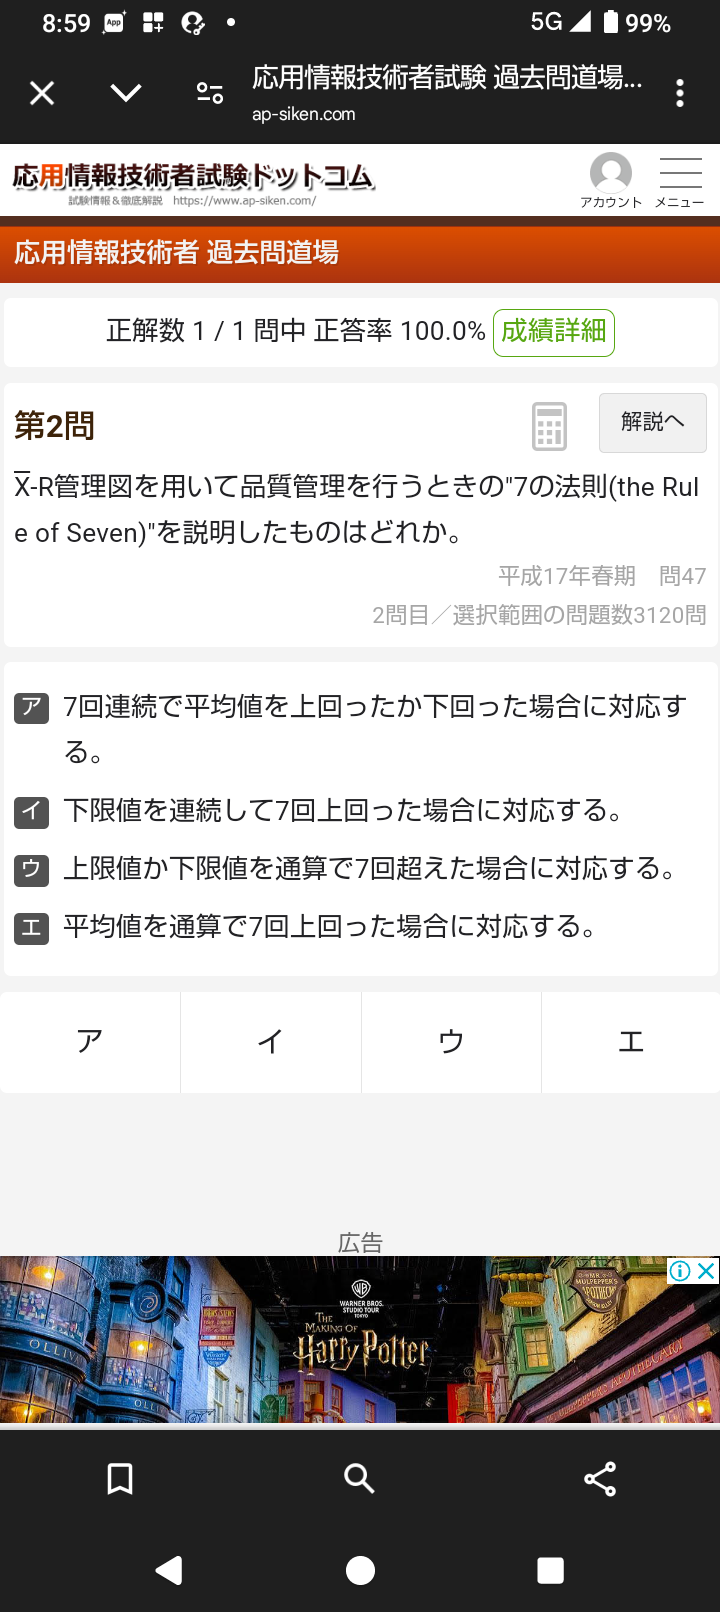 8:59 App 5G 99%
応用情報技術者試験 過去問道場...
ap-siken.com
応用情報技術者試験ドットコム
試験情報&徹底解説 https://www.ap-siken.com/
アカウント メニュー
応用情報技術者 過去問道場
正解数 1 / 1 問中 正答率 100.0% 成績詳細
第2問 解説へ
X̅-R管理図を用いて品質管理を行うときの"7の法則(the Rul
e of Seven)"を説明したものはどれか。
平成17年春期 問47
2問目／選択範囲の問題数3120問
ア 7回連続で平均値を上回ったか下回った場合に対応す
る。
イ 下限値を連続して7回上回った場合に対応する。
ウ 上限値か下限値を通算で7回超えた場合に対応する。
エ 平均値を通算で7回上回った場合に対応する。
ア イ ウ エ
広告
WB
WARNER BROS.
STUDIO TOUR
TOKYO
THE
MAKING OF
Harry Potter
OLLIVA
MR.
MULPEPPER'S
APOTHECARY